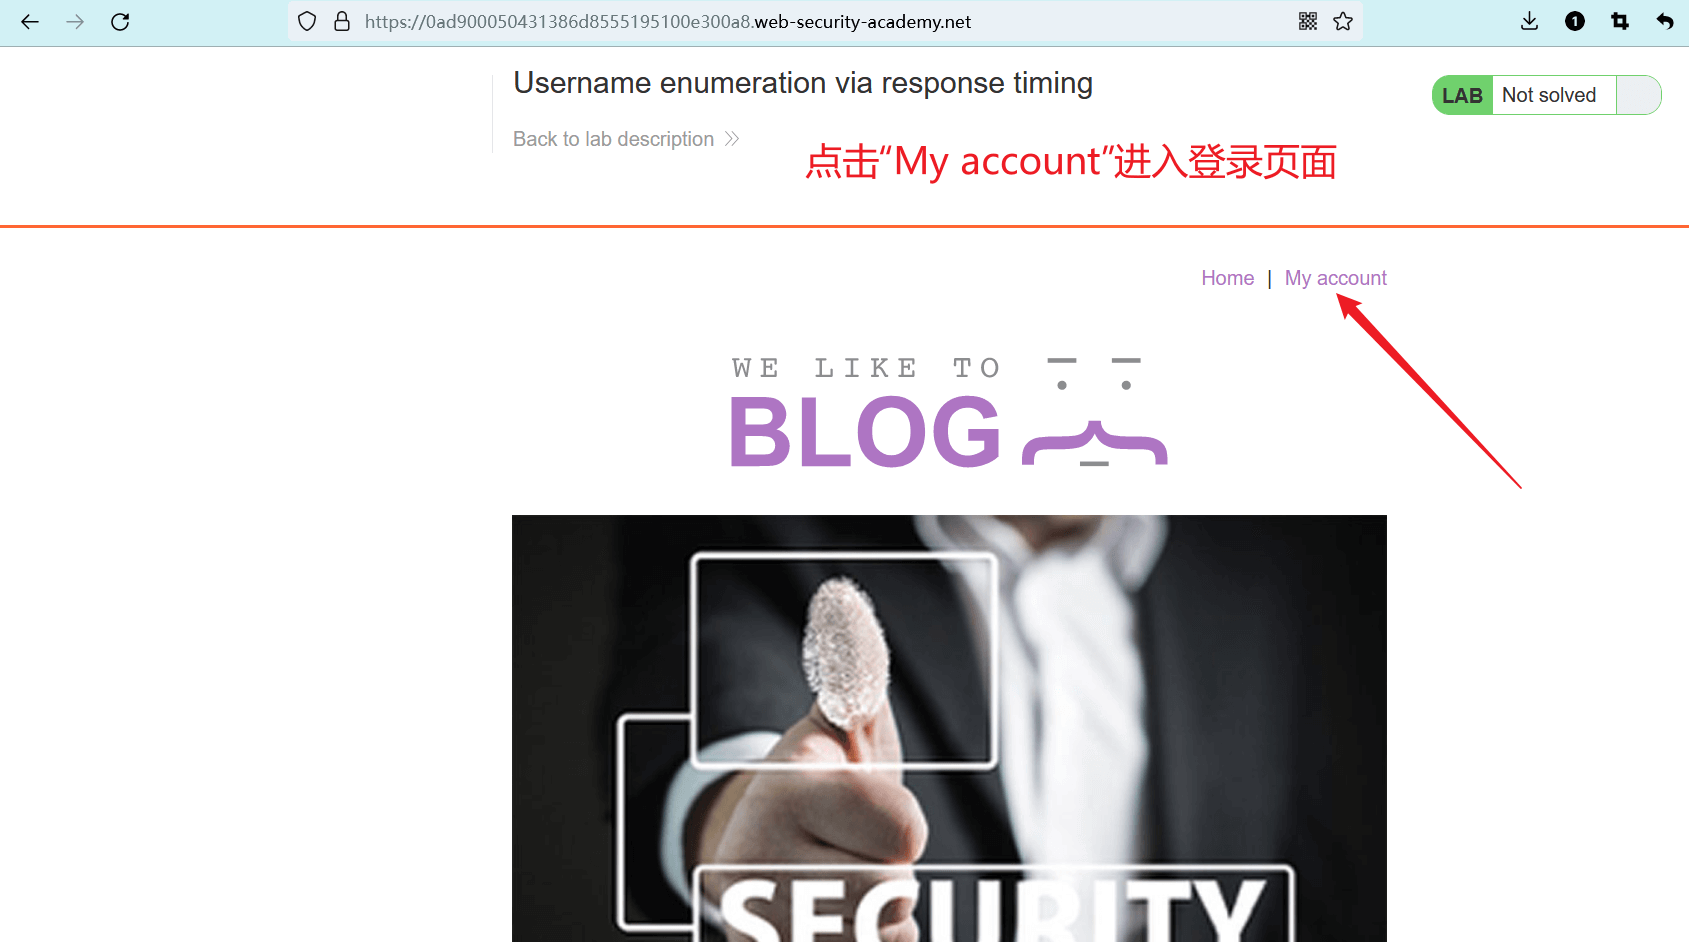 https://0ad900050431386d8555195100e300a8.web-security-academy.net
1
Username enumeration via response timing
LAB Not solved
Back to lab description
点击“My account”进入登录页面
Home | My account
WE LIKE TO
BLOG
SECURITY